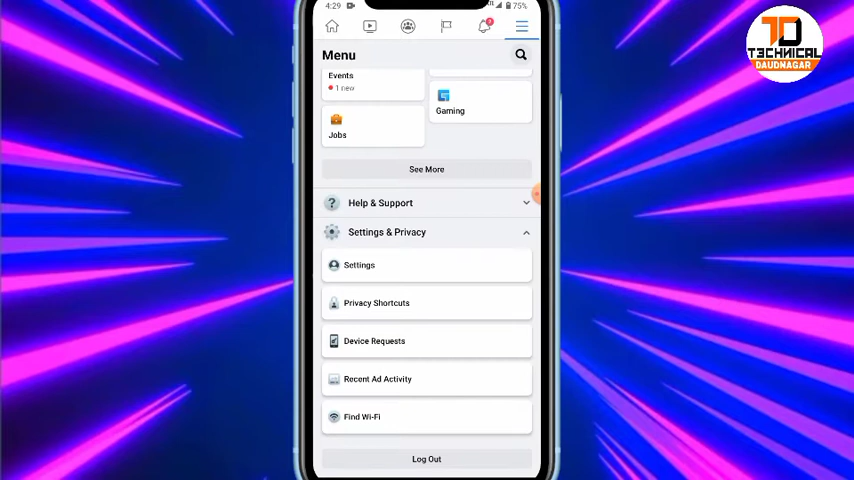 4:29
75%
TD
TECHNICAL
DAUDNAGAR
Menu
Events
1 new
Gaming
Jobs
See More
? Help & Support
Settings & Privacy
Settings
Privacy Shortcuts
Device Requests
Recent Ad Activity
Find Wi-Fi
Log Out